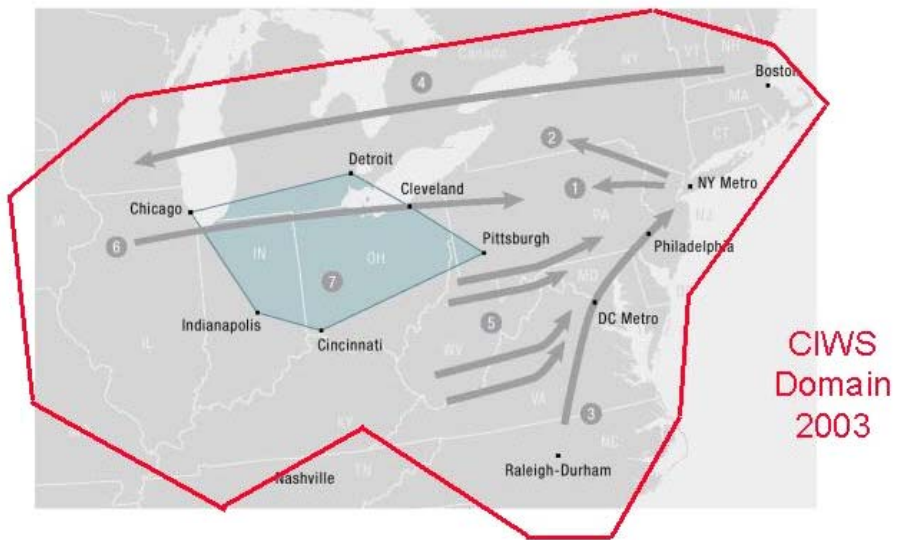 Canada
4
WI
NY
VT
NH
Boston
MA
CT
2
Detroit
1
NY Metro
Chicago
Cleveland
IA
PA
NJ
6
Pittsburgh
Philadelphia
IN
OH
MD
7
Indianapolis
5
DC Metro
Cincinnati
IL
WV
VA
CIWS
Domain
2003
3
KY
NC
Nashville
TN
Raleigh-Durham